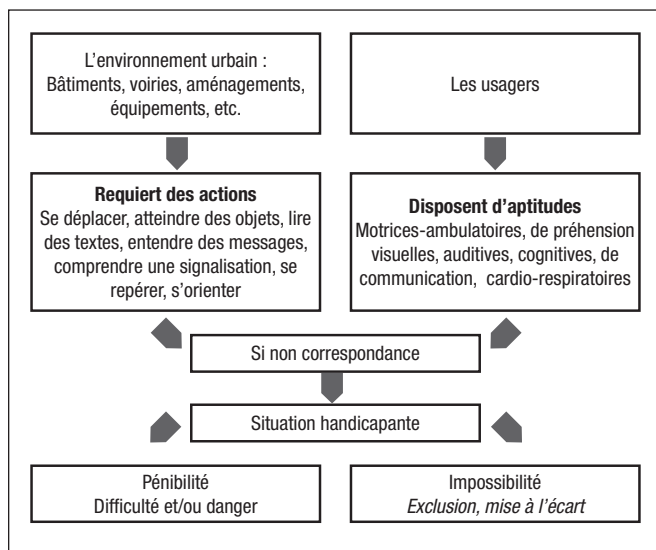 L’environnement urbain :
Bâtiments, voiries, aménagements,
équipements, etc.
Les usagers
Requiert des actions
Se déplacer, atteindre des objets, lire
des textes, entendre des messages,
comprendre une signalisation, se
repérer, s’orienter
Disposent d’aptitudes
Motrices-ambulatoires, de préhension
visuelles, auditives, cognitives, de
communication, cardio-respiratoires
Si non correspondance
Situation handicapante
Pénibilité
Difficulté et/ou danger
Impossibilité
Exclusion, mise à l’écart